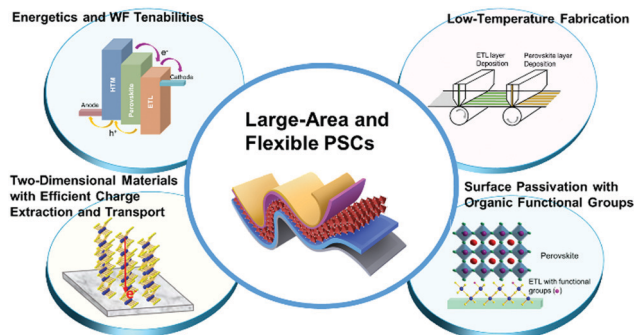 Energetics and WF Tenabilities
e-
HTM
Perovskite
ETL
Cathode
Anode
h+
Low-Temperature Fabrication
ETL layer
Deposition
Perovskite layer
Deposition
Large-Area and
Flexible PSCs
Two-Dimensional Materials
with Efficient Charge
Extraction and Transport
e-
Surface Passivation with
Organic Functional Groups
Perovskite
ETL with functional
groups (●)